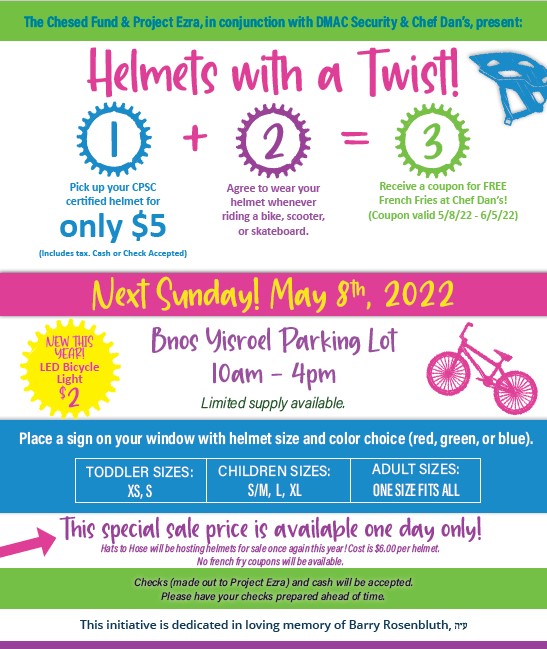 The Chesed Fund & Project Ezra, in conjunction with DMAC Security & Chef Dan's, present:
Helmets with a Twist!
1 + 2 = 3
Pick up your CPSC
certified helmet for
only $5
(Includes tax. Cash or Check Accepted)
Agree to wear your
helmet whenever
riding a bike, scooter,
or skateboard.
Receive a coupon for FREE
French Fries at Chef Dan's!
(Coupon valid 5/8/22 - 6/5/22)
Next Sunday! May 8th, 2022
NEW THIS
YEAR!
LED Bicycle
Light
$2
Bnos Yisroel Parking Lot
10am – 4pm
Limited supply available.
Place a sign on your window with helmet size and color choice (red, green, or blue).
TODDLER SIZES:
XS, S
CHILDREN SIZES:
S/M, L, XL
ADULT SIZES:
ONE SIZE FITS ALL
This special sale price is available one day only!
Hats to Hose will be hosting helmets for sale once again this year! Cost is $6.00 per helmet.
No french fry coupons will be available.
Checks (made out to Project Ezra) and cash will be accepted.
Please have your checks prepared ahead of time.
This initiative is dedicated in loving memory of Barry Rosenbluth, ע״ה